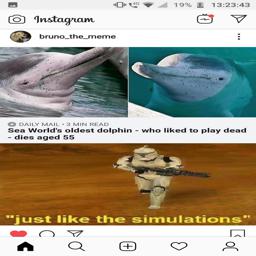 19% 13:23:43
Instagram
bruno_the_meme
DAILY MAIL • 3 MIN READ
Sea World's oldest dolphin - who liked to play dead
- dies aged 55
"just like the simulations"